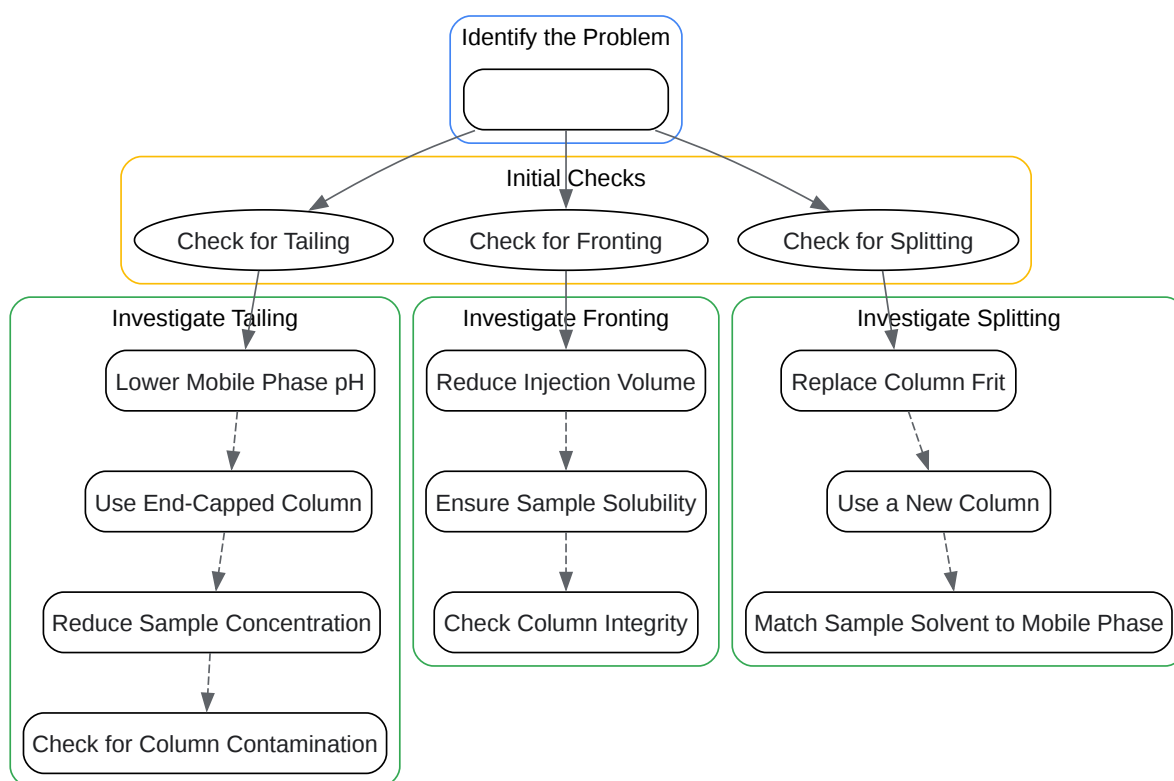 Identify the Problem
Initial Checks
Check for Tailing
Check for Fronting
Check for Splitting
Investigate Tailing
Investigate Fronting
Investigate Splitting
Lower Mobile Phase pH
Reduce Injection Volume
Replace Column Frit
Use End-Capped Column
Ensure Sample Solubility
Use a New Column
Reduce Sample Concentration
Check Column Integrity
Match Sample Solvent to Mobile Phase
Check for Column Contamination